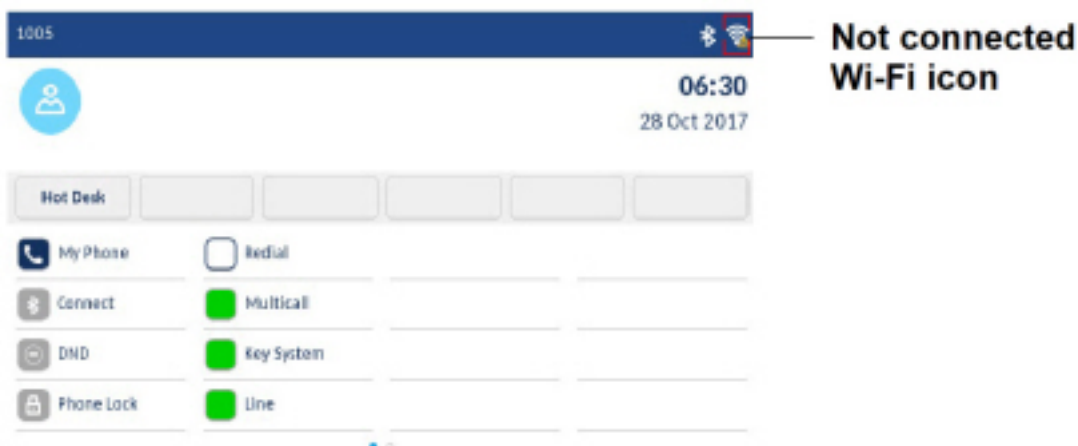 1005
Not connected
Wi-Fi icon
06:30
28 Oct 2017
Hot Desk
My Phone
Redial
Connect
Multicall
DND
Key System
Phone Lock
Line